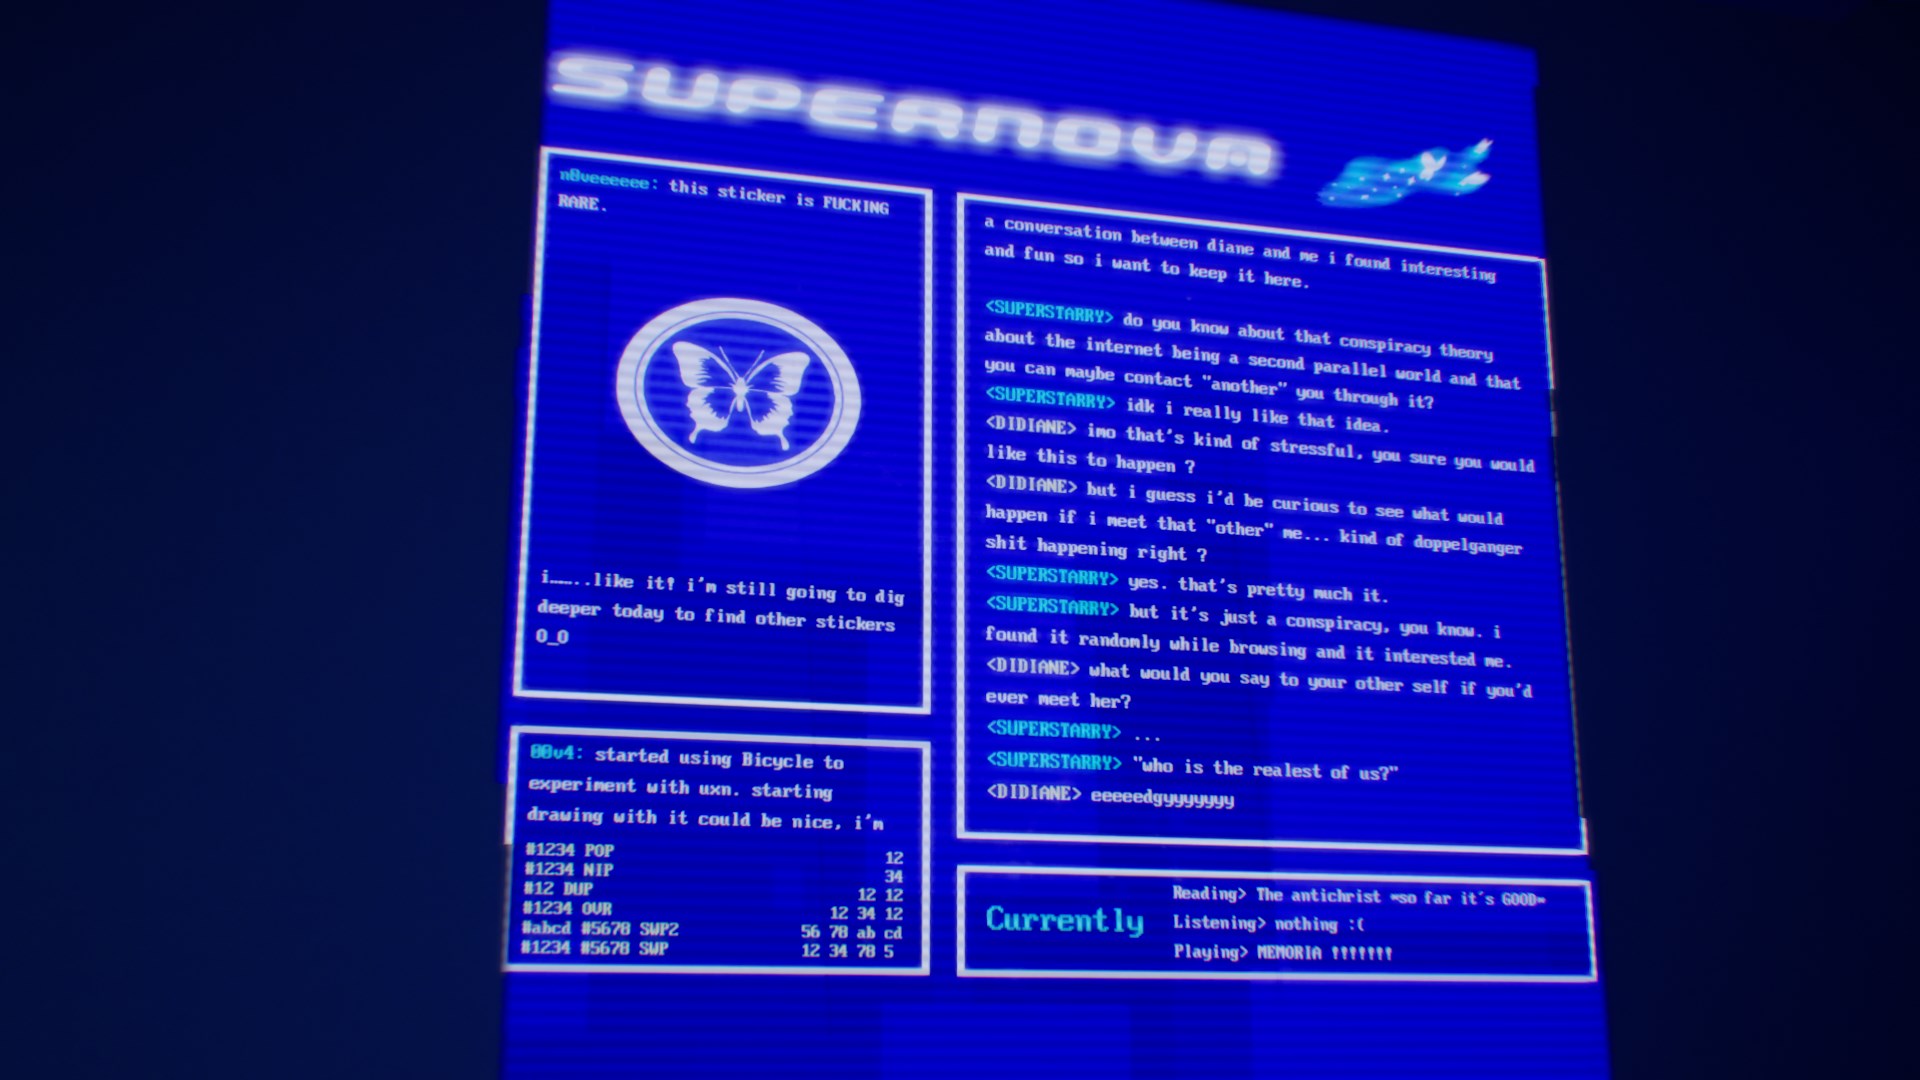 SUPERNOVA
n0veeeeee: this sticker is FUCKING
RARE.
i……..like it! i'm still going to dig
deeper today to find other stickers
O_O
00v4: started using Bicycle to
experiment with uxn. starting
drawing with it could be nice, i'm
#1234 POP 12
#1234 NIP 34
#12 DUP 12 12
#1234 OVR 12 34 12
#abcd #5678 SWP2 56 78 ab cd
#1234 #5678 SWP 12 34 78 5
a conversation between diane and me i found interesting
and fun so i want to keep it here.
<SUPERSTARRY> do you know about that conspiracy theory
about the internet being a second parallel world and that
you can maybe contact "another" you through it?
<SUPERSTARRY> idk i really like that idea.
<DIDIANE> imo that's kind of stressful, you sure you would
like this to happen ?
<DIDIANE> but i guess i'd be curious to see what would
happen if i meet that "other" me... kind of doppelganger
shit happening right ?
<SUPERSTARRY> yes. that's pretty much it.
<SUPERSTARRY> but it's just a conspiracy, you know. i
found it randomly while browsing and it interested me.
<DIDIANE> what would you say to your other self if you'd
ever meet her?
<SUPERSTARRY> ...
<SUPERSTARRY> "who is the realest of us?"
<DIDIANE> eeeeedgyyyyyyy
Currently
Reading> The antichrist *so far it's GOOD*
Listening> nothing :(
Playing> MEMORIA !!!!!!!